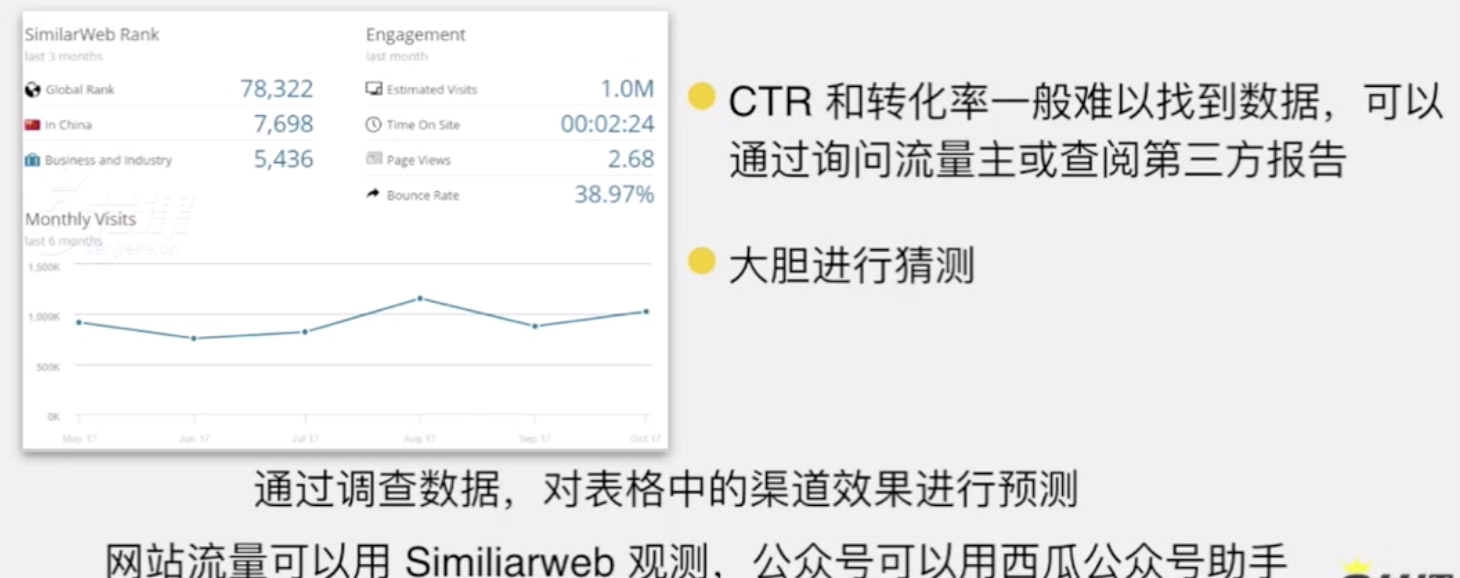 SimilarWeb Rank
last 3 months
Global Rank 78,322
In China 7,698
Business and Industry 5,436
Engagement
last month
Estimated Visits 1.0M
Time On Site 00:02:24
Page Views 2.68
Bounce Rate 38.97%
Monthly Visits
last 6 months
sanjieke.cn
1,500K
1,000K
500K
0K
May 17 Jun 17 Jul 17 Aug 17 Sep 17 Oct 17
CTR 和转化率一般难以找到数据，可以
通过询问流量主或查阅第三方报告
大胆进行猜测
通过调查数据，对表格中的渠道效果进行预测
网站流量可以用 Similiarweb 观测，公众号可以用西瓜公众号助手